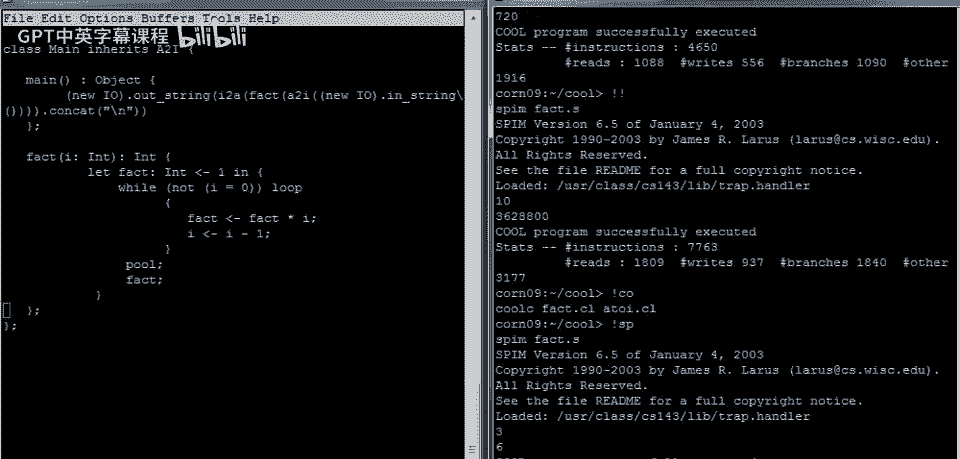 File Edit Options Buffers Tools Help
GPT中英字幕课程 bilibili
class Main inherits A2I {
main() : Object {
(new IO).out_string(i2a(fact(a2i((new IO).in_string\
()))).concat("\n"))
};
fact(i: Int): Int {
let fact: Int <- 1 in {
while (not (i = 0)) loop
{
fact <- fact * i;
i <- i - 1;
}
pool;
fact;
}
};
};
720
COOL program successfully executed
Stats -- #instructions : 4650
#reads : 1088 #writes 556 #branches 1090 #other
1916
corn09:~/cool> !!
spim fact.s
SPIM Version 6.5 of January 4, 2003
Copyright 1990-2003 by James R. Larus (larus@cs.wisc.edu).
All Rights Reserved.
See the file README for a full copyright notice.
Loaded: /usr/class/cs143/lib/trap.handler
10
3628800
COOL program successfully executed
Stats -- #instructions : 7763
#reads : 1809 #writes 937 #branches 1840 #other
3177
corn09:~/cool> !co
coolc fact.cl atoi.cl
corn09:~/cool> !sp
spim fact.s
SPIM Version 6.5 of January 4, 2003
Copyright 1990-2003 by James R. Larus (larus@cs.wisc.edu).
All Rights Reserved.
See the file README for a full copyright notice.
Loaded: /usr/class/cs143/lib/trap.handler
3
6